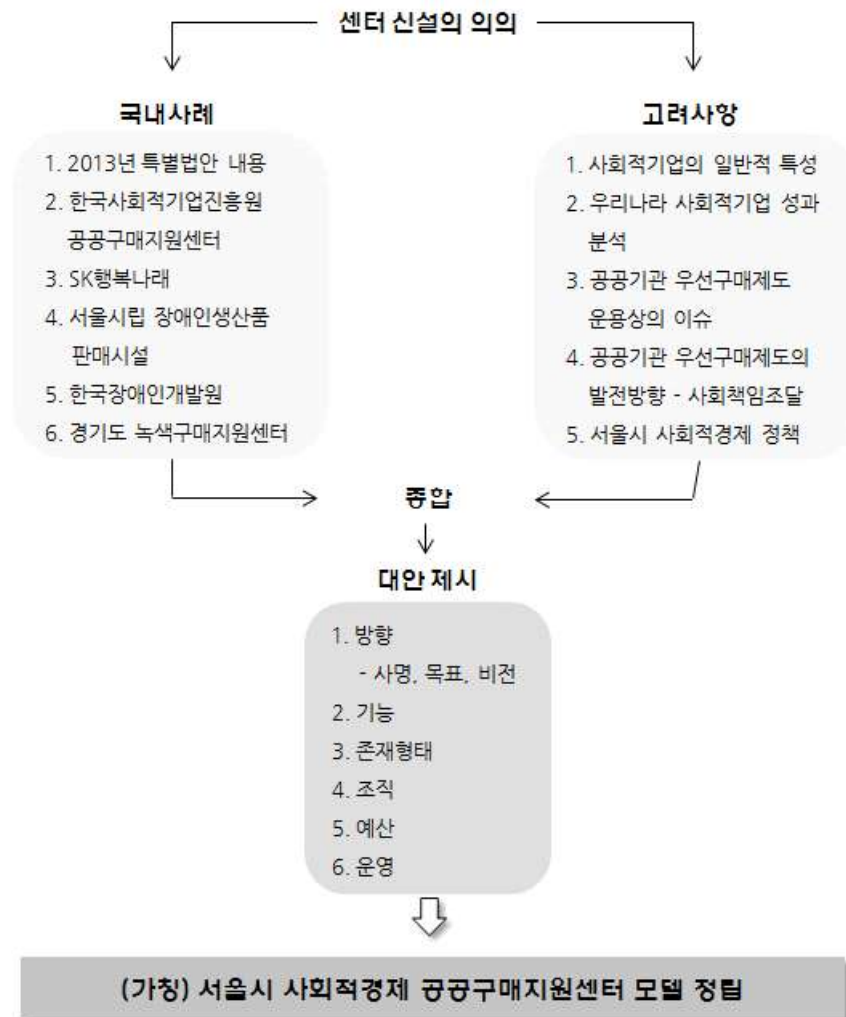 센터 신설의 의의
국내사례
1. 2013년 특별법안 내용
2. 한국사회적기업진흥원
공공구매지원센터
3. SK행복나래
4. 서울시립 장애인생산품
판매시설
5. 한국장애인개발원
6. 경기도 녹색구매지원센터
고려사항
1. 사회적기업의 일반적 특성
2. 우리나라 사회적기업 성과
분석
3. 공공기관 우선구매제도
운용상의 이슈
4. 공공기관 우선구매제도의
발전방향 - 사회책임조달
5. 서울시 사회적경제 정책
종합
대안 제시
1. 방향
- 사명, 목표, 비전
2. 기능
3. 존재형태
4. 조직
5. 예산
6. 운영
(가칭) 서울시 사회적경제 공공구매지원센터 모델 정립